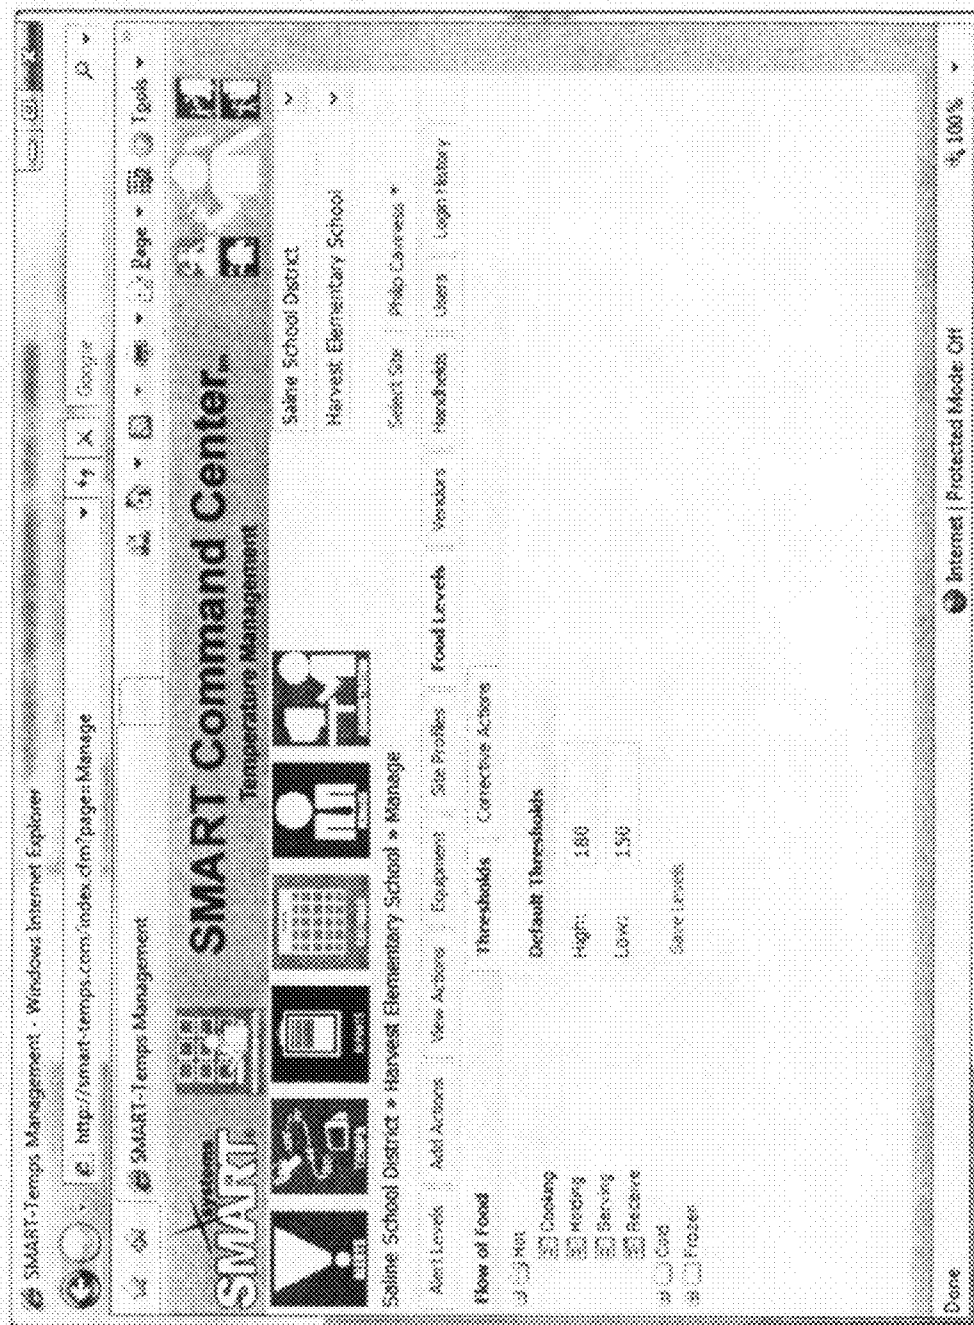 SMART-Temps Management - Windows Internet Explorer
http://smart-temps.com/index.cfm?page=Manage
Google
SMART-Temps Management
Page
Tools
SMART
System
SMART Command Center
SM
Temperature Management
Saline School District
Harvest Elementary School
Saline School District » Harvest Elementary School » Manage
Select Site
Alert Levels
Add Actions
View Actions
Equipment
Site Profiles
Food Levels
Vendors
Handhelds
Users
Login History
Flow of Food
Thresholds
Corrective Actions
Hot
Cooking
Holding
Serving
Receive
Cold
Frozen
Default Thresholds
High: 180
Low: 150
Save Levels
Done
Internet | Protected Mode: Off
100%